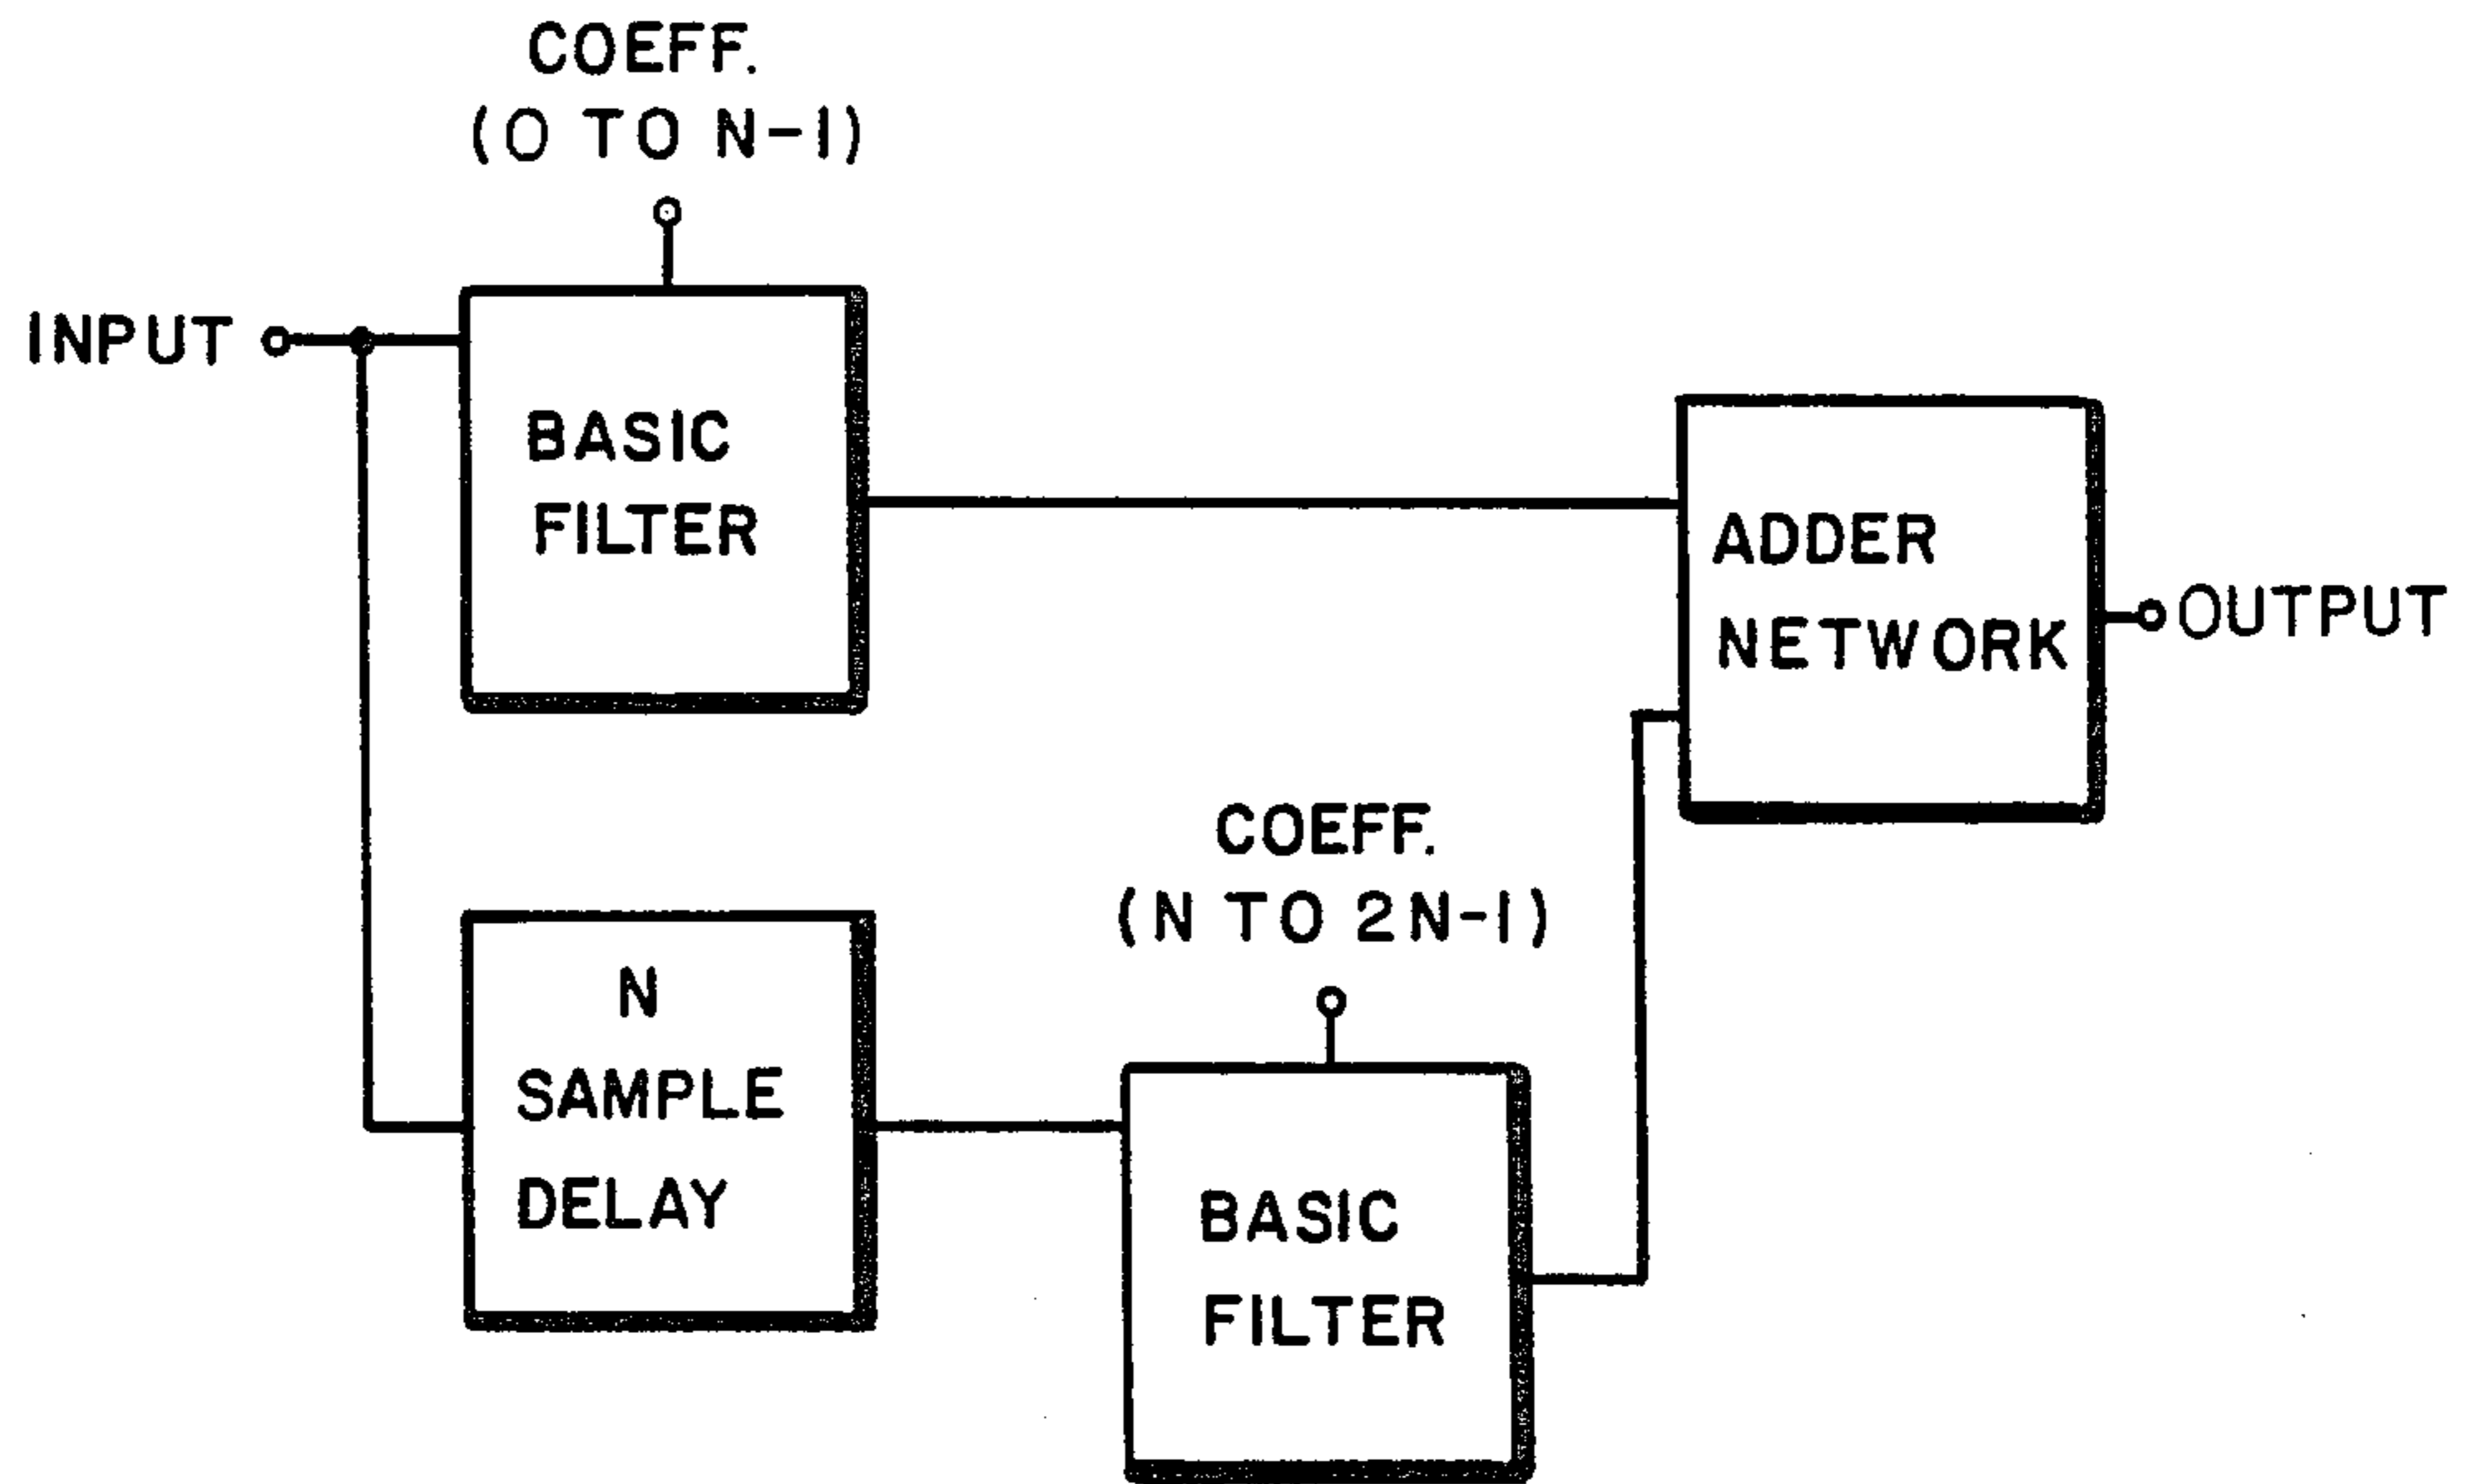 COEFF.
(0 TO N-1)
INPUT
BASIC
FILTER
ADDER
NETWORK
OUTPUT
COEFF.
(N TO 2N-1)
N
SAMPLE
DELAY
BASIC
FILTER